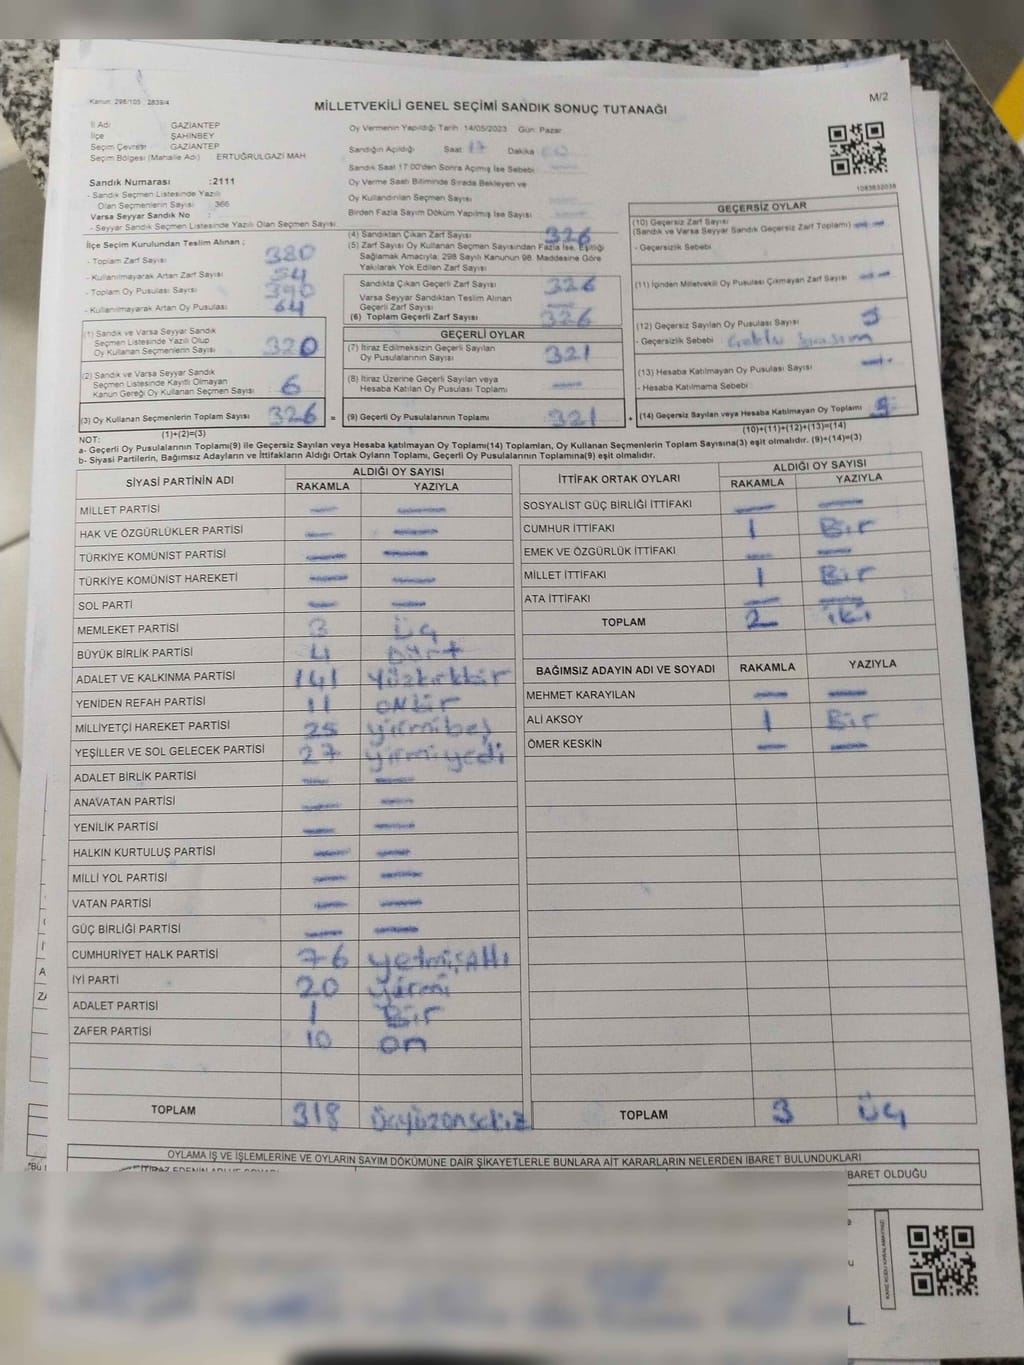 Kanun: 298/105 2839/4
M/2
MİLLETVEKİLİ GENEL SEÇİMİ SANDIK SONUÇ TUTANAĞI
İl Adı GAZİANTEP
İlçe ŞAHİNBEY
Seçim Çevresi GAZİANTEP
Seçim Bölgesi (Mahalle Adı) ERTUĞRULGAZİ MAH
Sandık Numarası :2111
- Sandık Seçmen Listesinde Yazılı
Olan Seçmenlerin Sayısı 366
Varsa Seyyar Sandık No :
- Seyyar Sandık Seçmen Listesinde Yazılı Olan Seçmen Sayısı
İlçe Seçim Kurulundan Teslim Alınan ;
- Toplam Zarf Sayısı 380
- Kullanılmayarak Artan Zarf Sayısı 54
- Toplam Oy Pusulası Sayısı 390
- Kullanılmayarak Artan Oy Pusulası 64
(1) Sandık ve Varsa Seyyar Sandık
Seçmen Listesinde Yazılı Olup
Oy Kullanan Seçmenlerin Sayısı 320
(2) Sandık ve Varsa Seyyar Sandık
Seçmen Listesinde Kayıtlı Olmayan
Kanun Gereği Oy Kullanan Seçmen Sayısı 6
(3) Oy Kullanan Seçmenlerin Toplam Sayısı 326 =
(1)+(2)=(3)
Oy Vermenin Yapıldığı Tarih :14/05/2023 Gün: Pazar
Sandığın Açıldığı Saat 17 Dakika
Sandık Saat 17:00'den Sonra Açımış İse Sebebi —
Oy Verme Saati Bitiminde Sırada Bekleyen ve
Oy Kullandırılan Seçmen Sayısı —
Birden Fazla Sayım Döküm Yapılmış İse Sayısı —
(4) Sandıktan Çıkan Zarf Sayısı 326
(5) Zarf Sayısı Oy Kullanan Seçmen Sayısından Fazla İse, Eşitliği
Sağlamak Amacıyla, 298 Sayılı Kanunun 98. Maddesine Göre
Yakılarak Yok Edilen Zarf Sayısı
Sandıkta Çıkan Geçerli Zarf Sayısı 326
Varsa Seyyar Sandıktan Teslim Alınan
Geçerli Zarf Sayısı —
(6) Toplam Geçerli Zarf Sayısı 326
GEÇERLİ OYLAR
(7) İtiraz Edilmeksizin Geçerli Sayılan
Oy Pusulalarının Sayısı 321
(8) İtiraz Üzerine Geçerli Sayılan veya
Hesaba Katılan Oy Pusulası Toplamı —
(9) Geçerli Oy Pusulalarının Toplamı 321 +
1083832038
GEÇERSİZ OYLAR
(10) Geçersiz Zarf Sayısı
(Sandık ve Varsa Seyyar Sandık Geçersiz Zarf Toplamı) —
- Geçersizlik Sebebi
(11) İçinden Milletvekili Oy Pusulası Çıkmayan Zarf Sayısı —
(12) Geçersiz Sayılan Oy Pusulası Sayısı 5
- Geçersizlik Sebebi
(13) Hesaba Katılmayan Oy Pusulası Sayısı —
- Hesaba Katılmama Sebebi
(14) Geçersiz Sayılan veya Hesaba Katılmayan Oy Toplamı 5
(10)+(11)+(12)+(13)=(14)
NOT:
a- Geçerli Oy Pusulalarının Toplamı(9) ile Geçersiz Sayılan veya Hesaba katılmayan Oy Toplamı(14) Toplamları, Oy Kullanan Seçmenlerin Toplam Sayısına(3) eşit olmalıdır. (9)+(14)=(3)
b- Siyasi Partilerin, Bağımsız Adayların ve İttifakların Aldığı Ortak Oyların Toplamı, Geçerli Oy Pusulalarının Toplamına(9) eşit olmalıdır.
SİYASİ PARTİNİN ADI ALDIĞI OY SAYISI
RAKAMLA YAZIYLA
MİLLET PARTİSİ — —
HAK VE ÖZGÜRLÜKLER PARTİSİ — —
TÜRKİYE KOMÜNİST PARTİSİ — —
TÜRKİYE KOMÜNİST HAREKETİ — —
SOL PARTİ — —
MEMLEKET PARTİSİ 3 üç
BÜYÜK BİRLİK PARTİSİ 4 Dört
ADALET VE KALKINMA PARTİSİ 141 yüzkırkbir
YENİDEN REFAH PARTİSİ 11 onbir
MİLLİYETÇİ HAREKET PARTİSİ 25 yirmibeş
YEŞİLLER VE SOL GELECEK PARTİSİ 27 yirmiyedi
ADALET BİRLİK PARTİSİ — —
ANAVATAN PARTİSİ — —
YENİLİK PARTİSİ — —
HALKIN KURTULUŞ PARTİSİ — —
MİLLİ YOL PARTİSİ — —
VATAN PARTİSİ — —
GÜÇ BİRLİĞİ PARTİSİ — —
CUMHURİYET HALK PARTİSİ 76 yetmişaltı
İYİ PARTİ 20 yirmi
ADALET PARTİSİ 1 Bir
ZAFER PARTİSİ 10 on
TOPLAM 318 üçyüzonsekiz
İTTİFAK ORTAK OYLARI ALDIĞI OY SAYISI
RAKAMLA YAZIYLA
SOSYALİST GÜÇ BİRLİĞİ İTTİFAKI — —
CUMHUR İTTİFAKI 1 Bir
EMEK VE ÖZGÜRLÜK İTTİFAKI — —
MİLLET İTTİFAKI 1 Bir
ATA İTTİFAKI — —
TOPLAM 2 iki
BAĞIMSIZ ADAYIN ADI VE SOYADI RAKAMLA YAZIYLA
MEHMET KARAYILAN — —
ALİ AKSOY 1 Bir
ÖMER KESKİN — —
TOPLAM 3 üç
OYLAMA İŞ VE İŞLEMLERİNE VE OYLARIN SAYIM DÖKÜMÜNE DAİR ŞİKAYETLERLE BUNLARA AİT KARARLARIN NELERDEN İBARET BULUNDUKLARI
BARET OLDUĞU